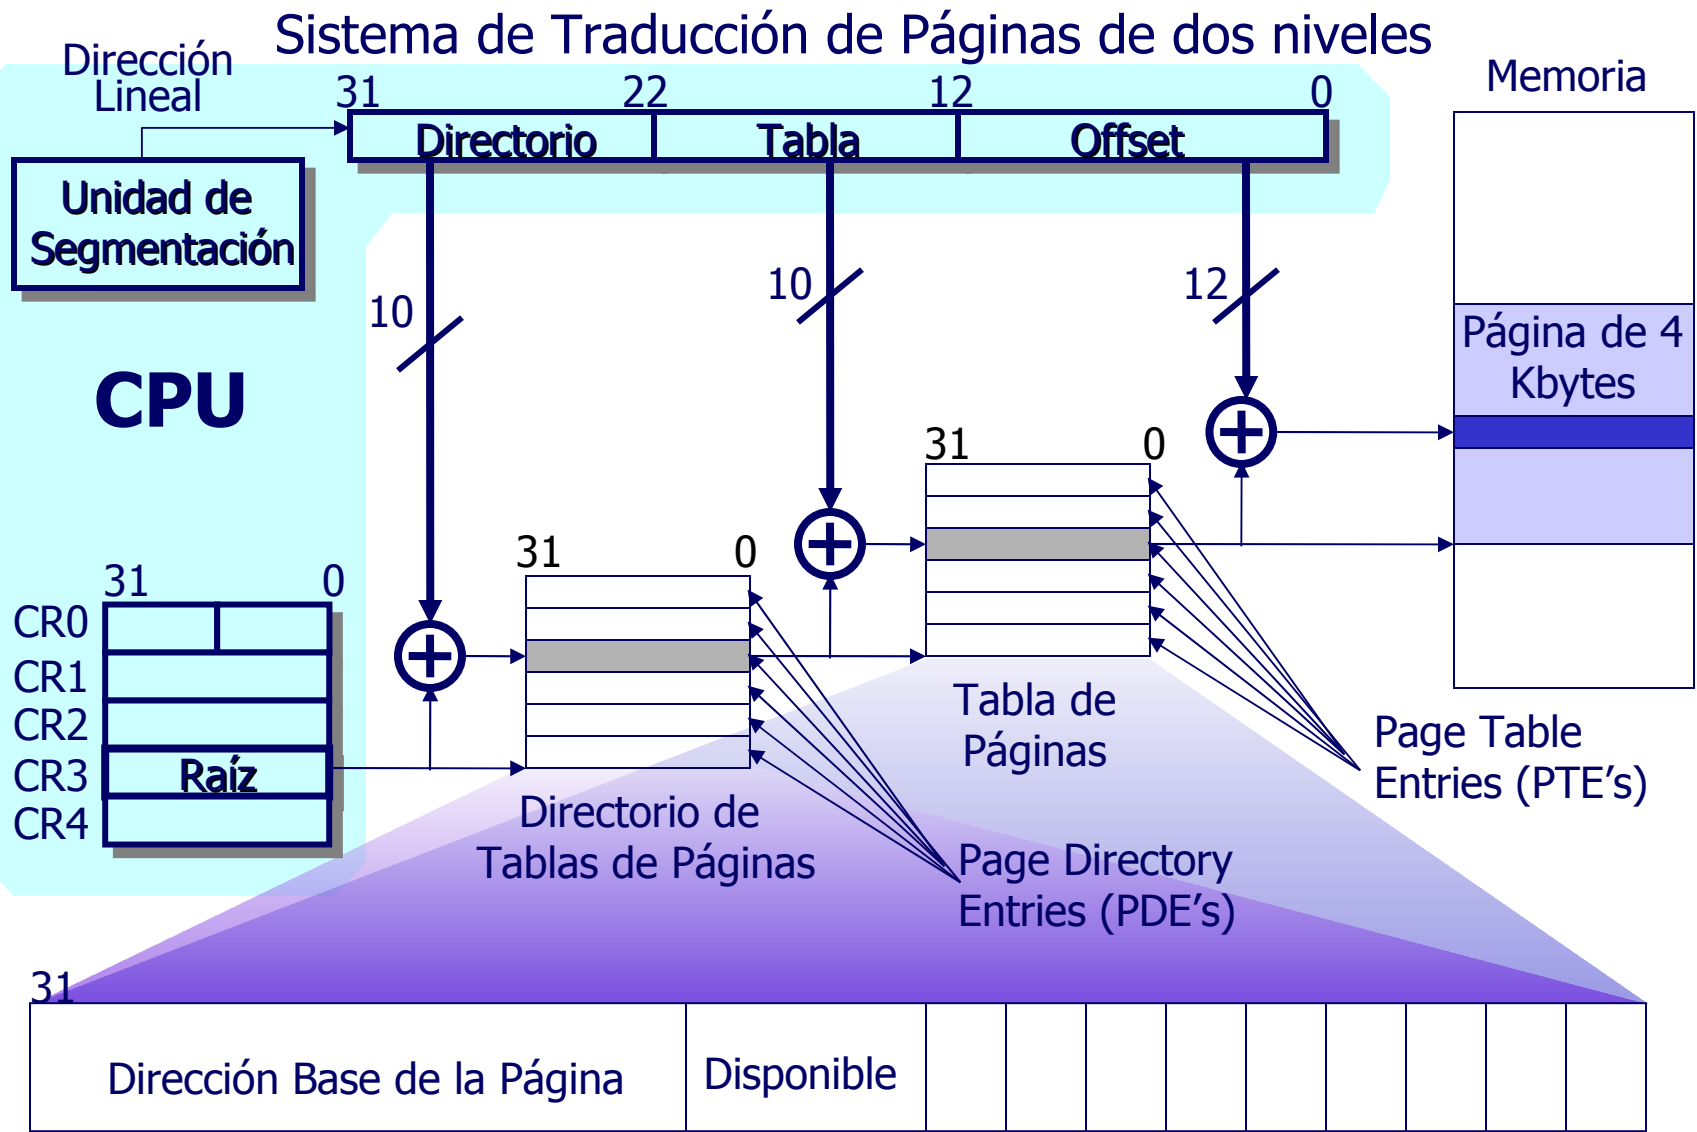 Sistema de Traducción de Páginas de dos niveles
Dirección
Lineal
31 22 12 0
Directorio Tabla Offset
Memoria
Unidad de
Segmentación
10
10
12
Página de 4
Kbytes
CPU
31 0
31 0
31 0
CR0
CR1
CR2
CR3 Raíz
CR4
Tabla de
Páginas
Page Table
Entries (PTE’s)
Directorio de
Tablas de Páginas
Page Directory
Entries (PDE’s)
31
Dirección Base de la Página
Disponible